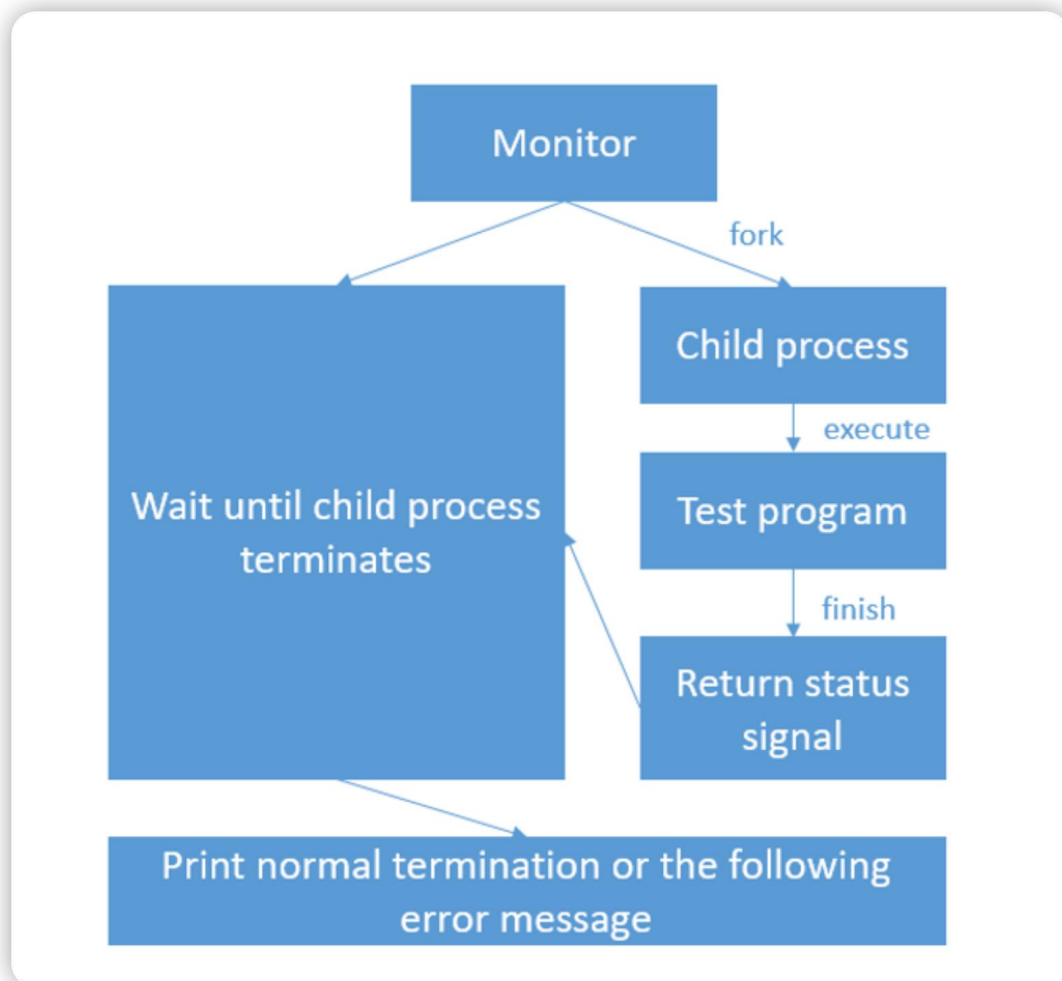 Monitor
fork
Child process
execute
Wait until child process
terminates
Test program
finish
Return status
signal
Print normal termination or the following
error message